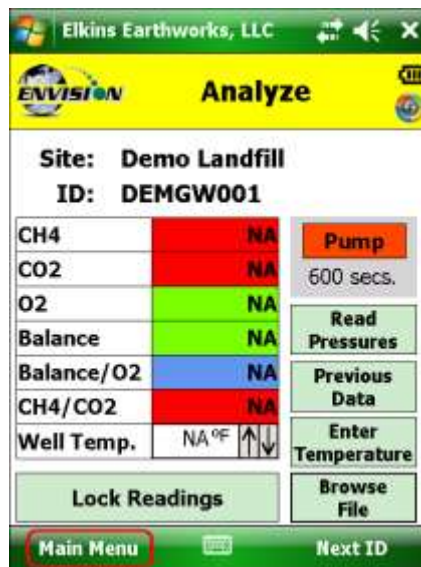 Elkins Earthworks, LLC
ENVISION
Analyze
Site: Demo Landfill
ID: DEMGW001
CH4 NA
CO2 NA
O2 NA
Balance NA
Balance/O2 NA
CH4/CO2 NA
Well Temp. NA ºF
Pump
600 secs.
Read
Pressures
Previous
Data
Enter
Temperature
Browse
File
Lock Readings
Main Menu
Next ID